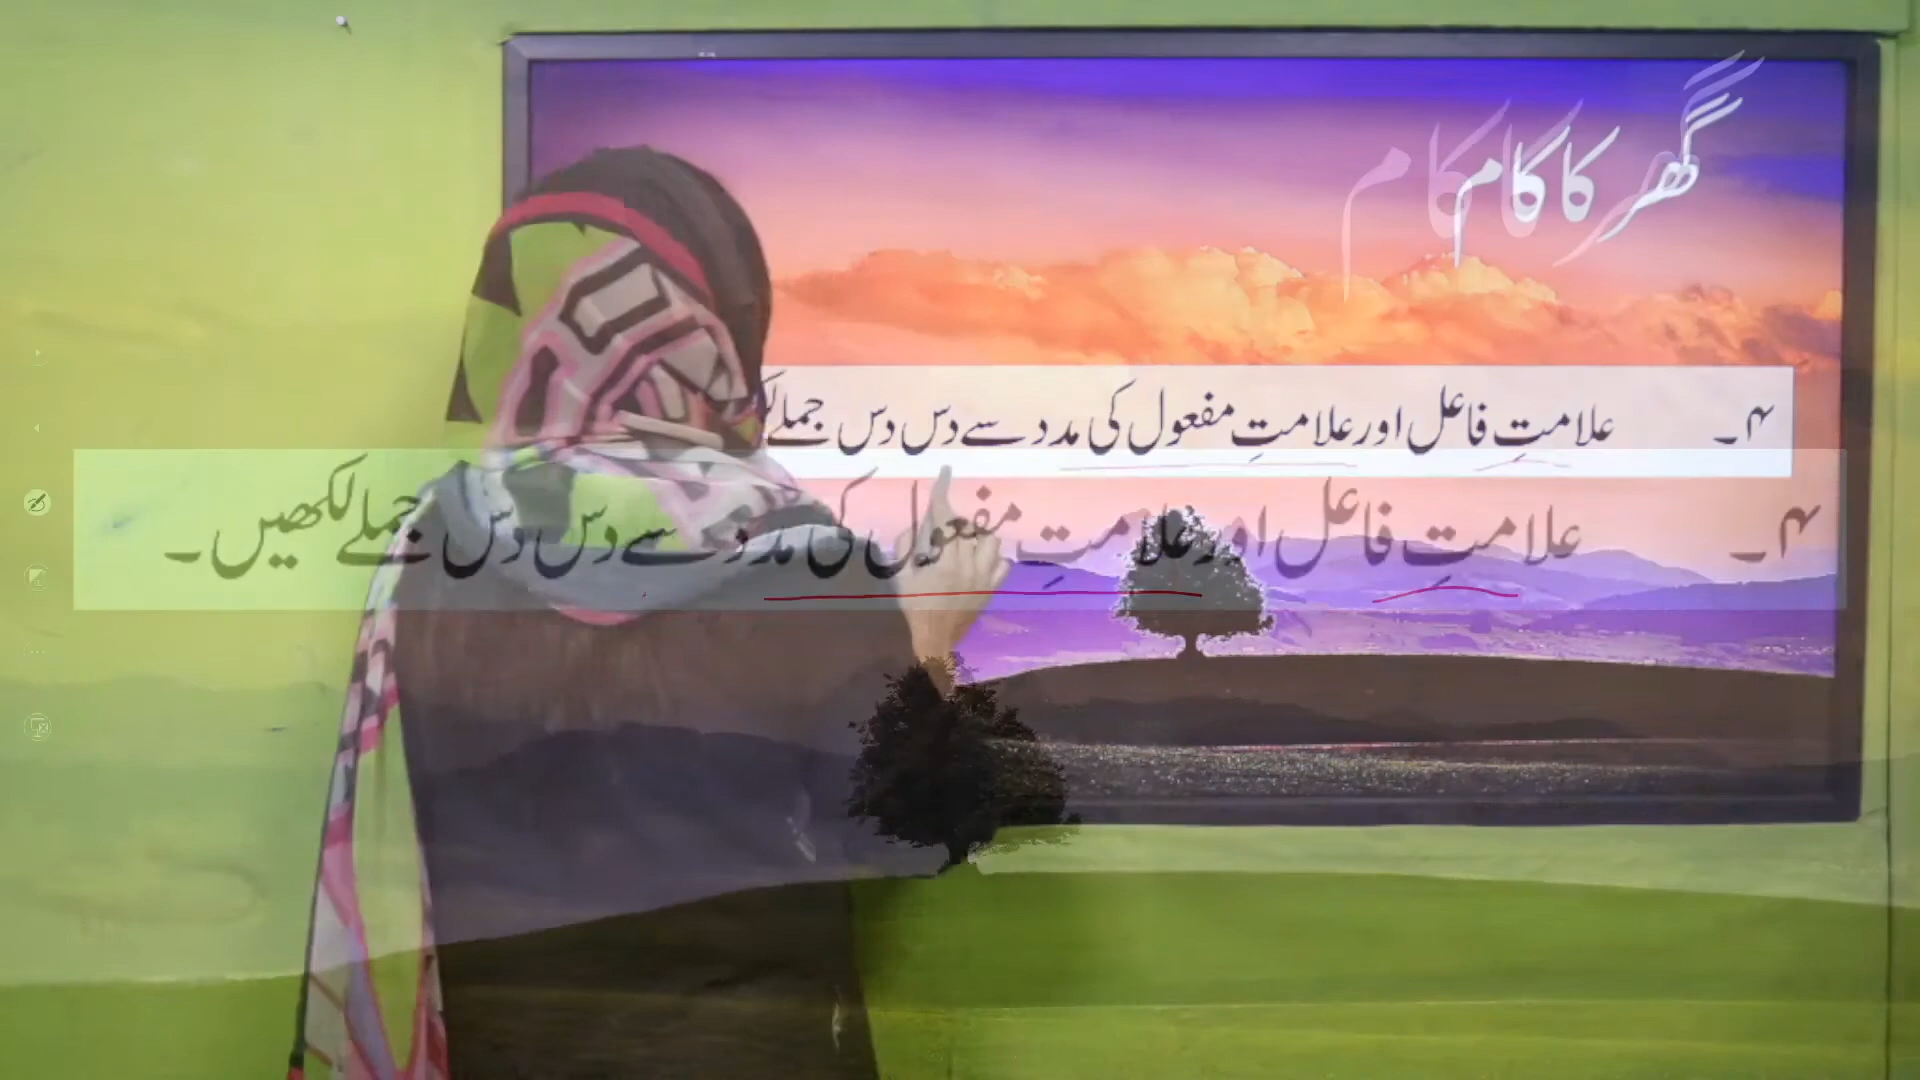 گھر کا کام
۴۔ علامتِ فاعل اور علامتِ مفعول کی مدد سے دس دس جملے
۴۔ علامتِ فاعل اور علامتِ مفعول کی مدد سے دس دس جملے لکھیں۔